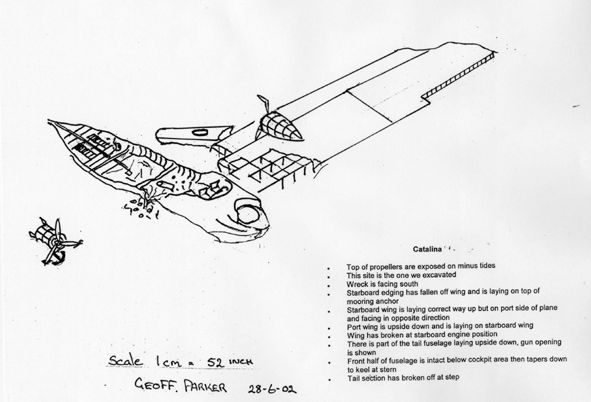 Catalina
Top of propellers are exposed on minus tides
This site is the one we excavated
Wreck is facing south
Starboard edging has fallen off wing and is laying on top of
mooring anchor
Starboard wing is laying correct way up but on port side of plane
and facing in opposite direction
Port wing is upside down and is laying on starboard wing
Wing has broken at starboard engine position
There is part of the tail fuselage laying upside down, gun opening
is shown
Front half of fuselage is intact below cockpit area then tapers down
to keel at stern
Tail section has broken off at step
Scale 1cm = 52 INCH
GEOFF. PARKER 28-6-02